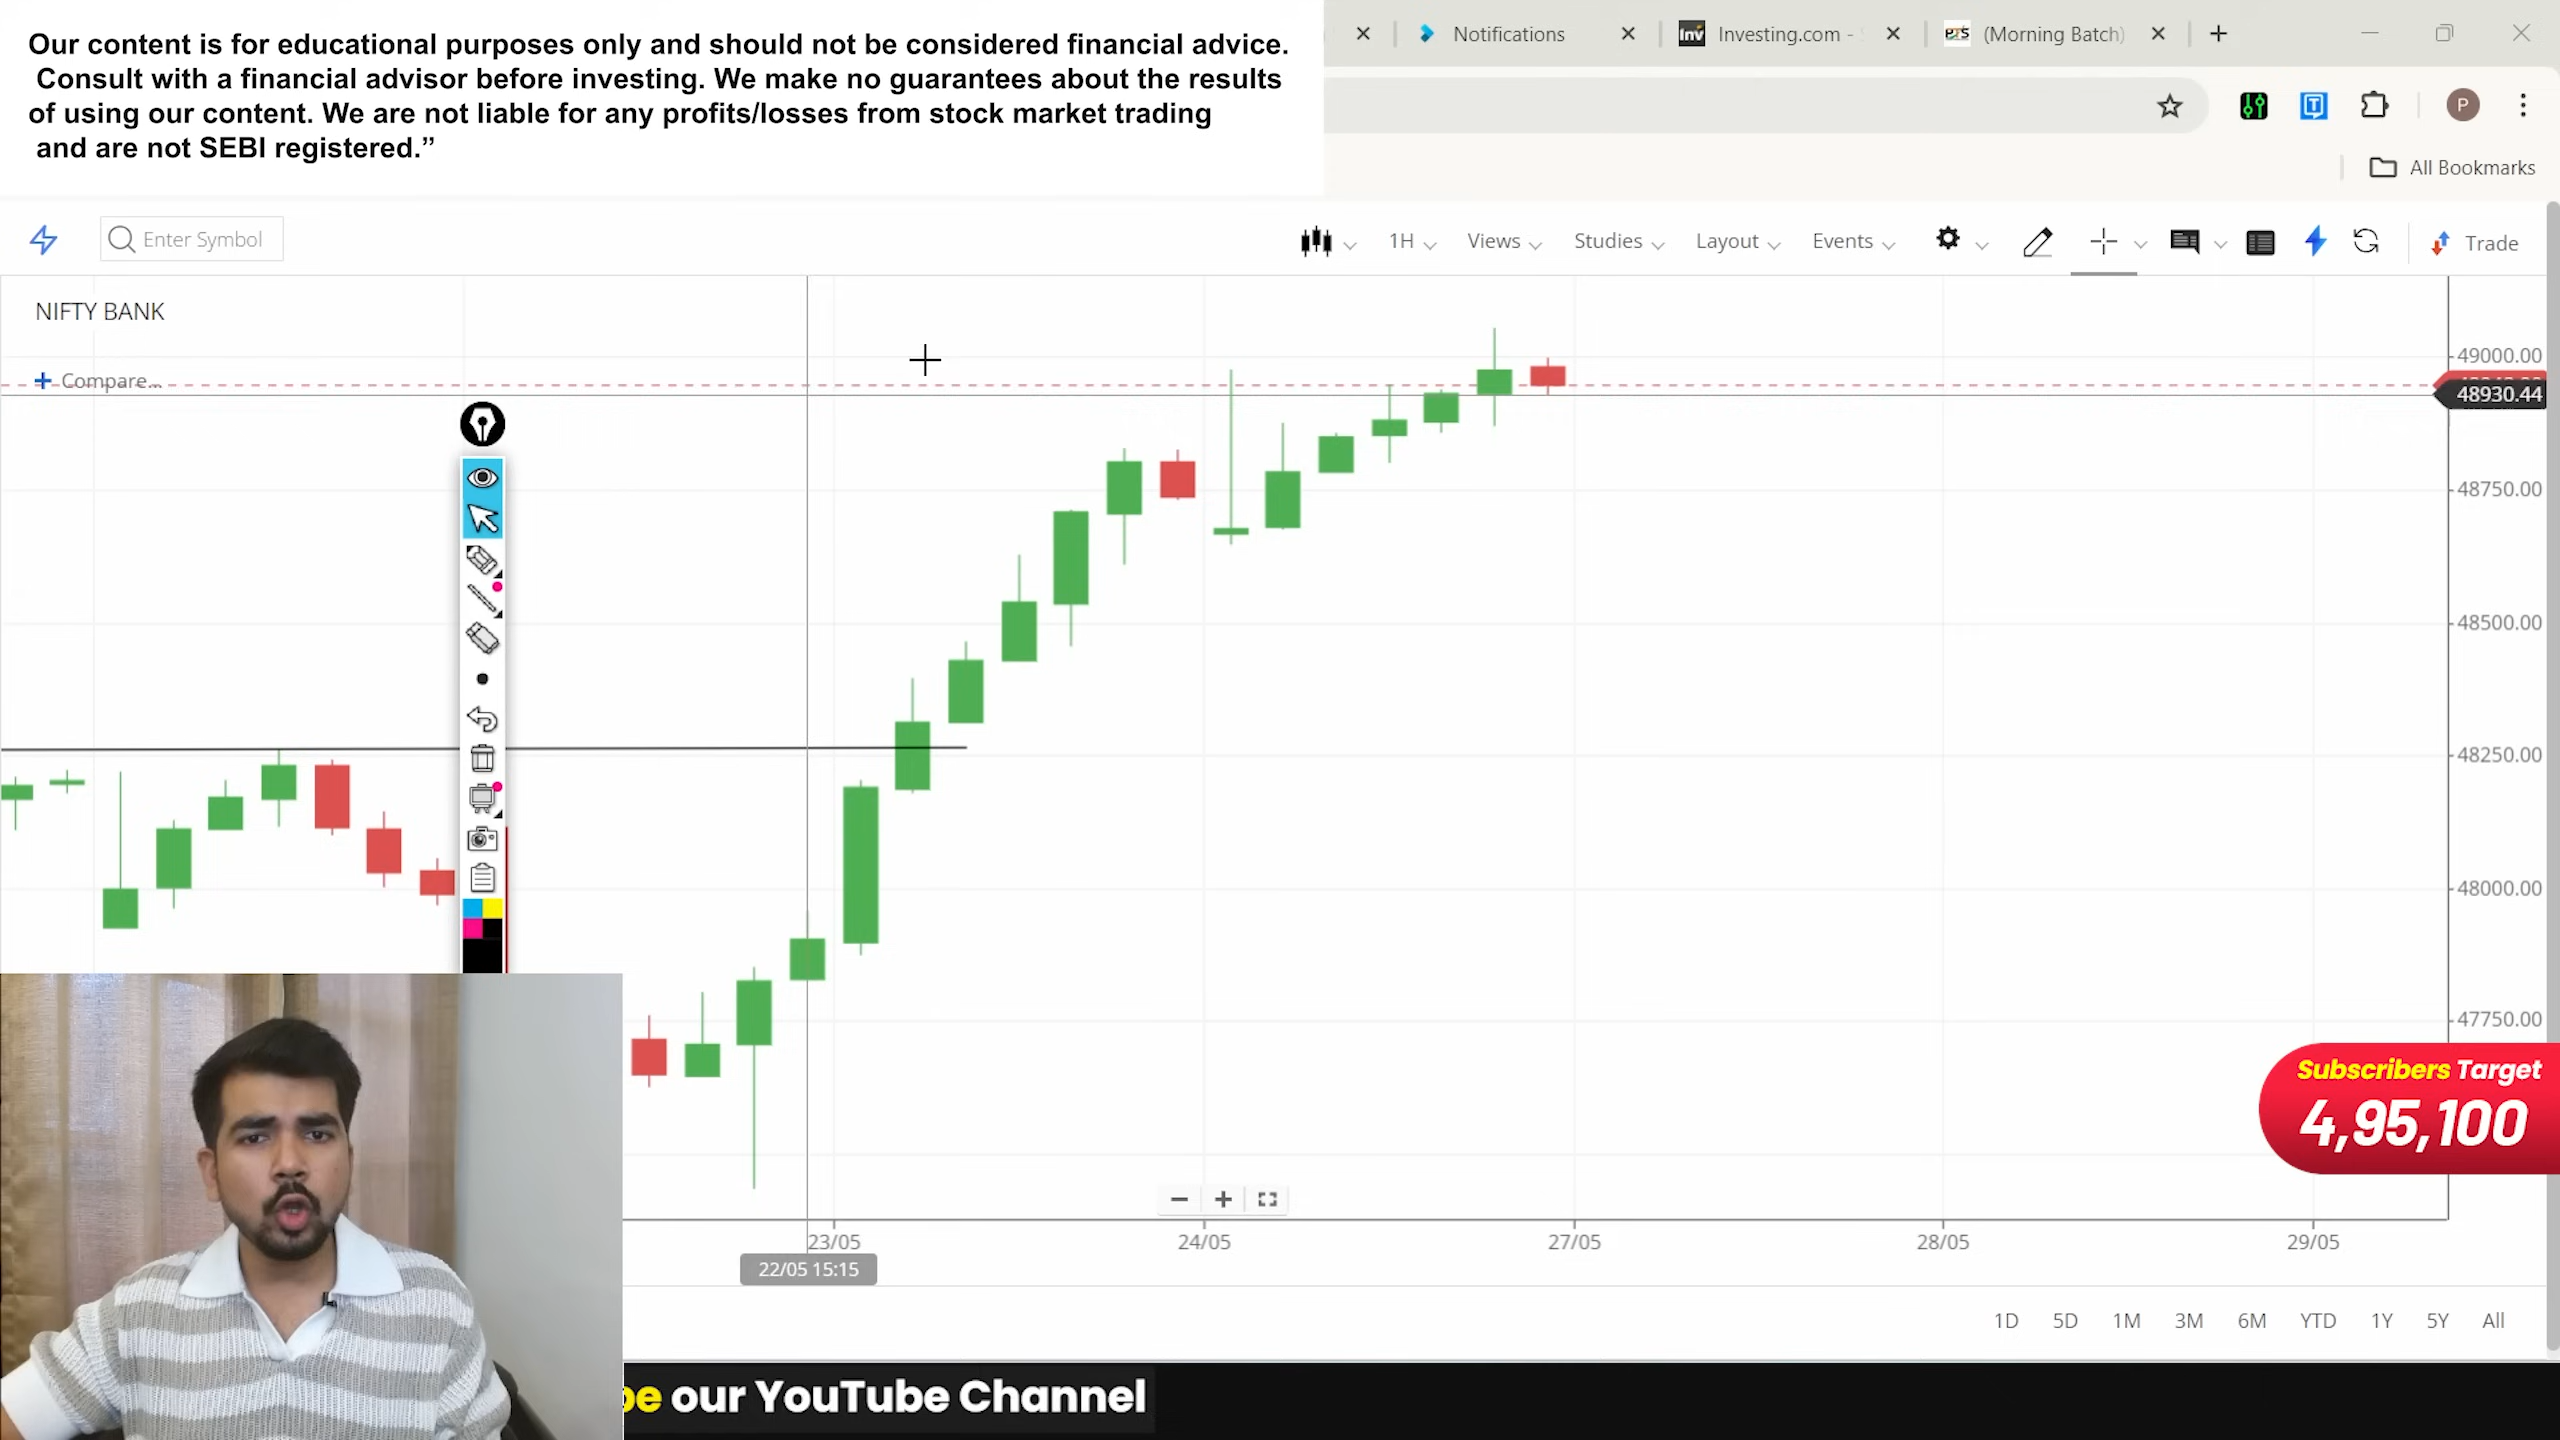 Our content is for educational purposes only and should not be considered financial advice.
Consult with a financial advisor before investing. We make no guarantees about the results
of using our content. We are not liable for any profits/losses from stock market trading
and are not SEBI registered.”
Notifications
Investing.com -
PTS (Morning Batch)
P
All Bookmarks
Enter Symbol
1H
Views
Studies
Layout
Events
Trade
NIFTY BANK
Compare...
49000.00
48930.44
48750.00
48500.00
48250.00
48000.00
47750.00
Subscribers Target
4,95,100
23/05
24/05
27/05
28/05
29/05
22/05 15:15
1D
5D
1M
3M
6M
YTD
1Y
5Y
All
be our YouTube Channel